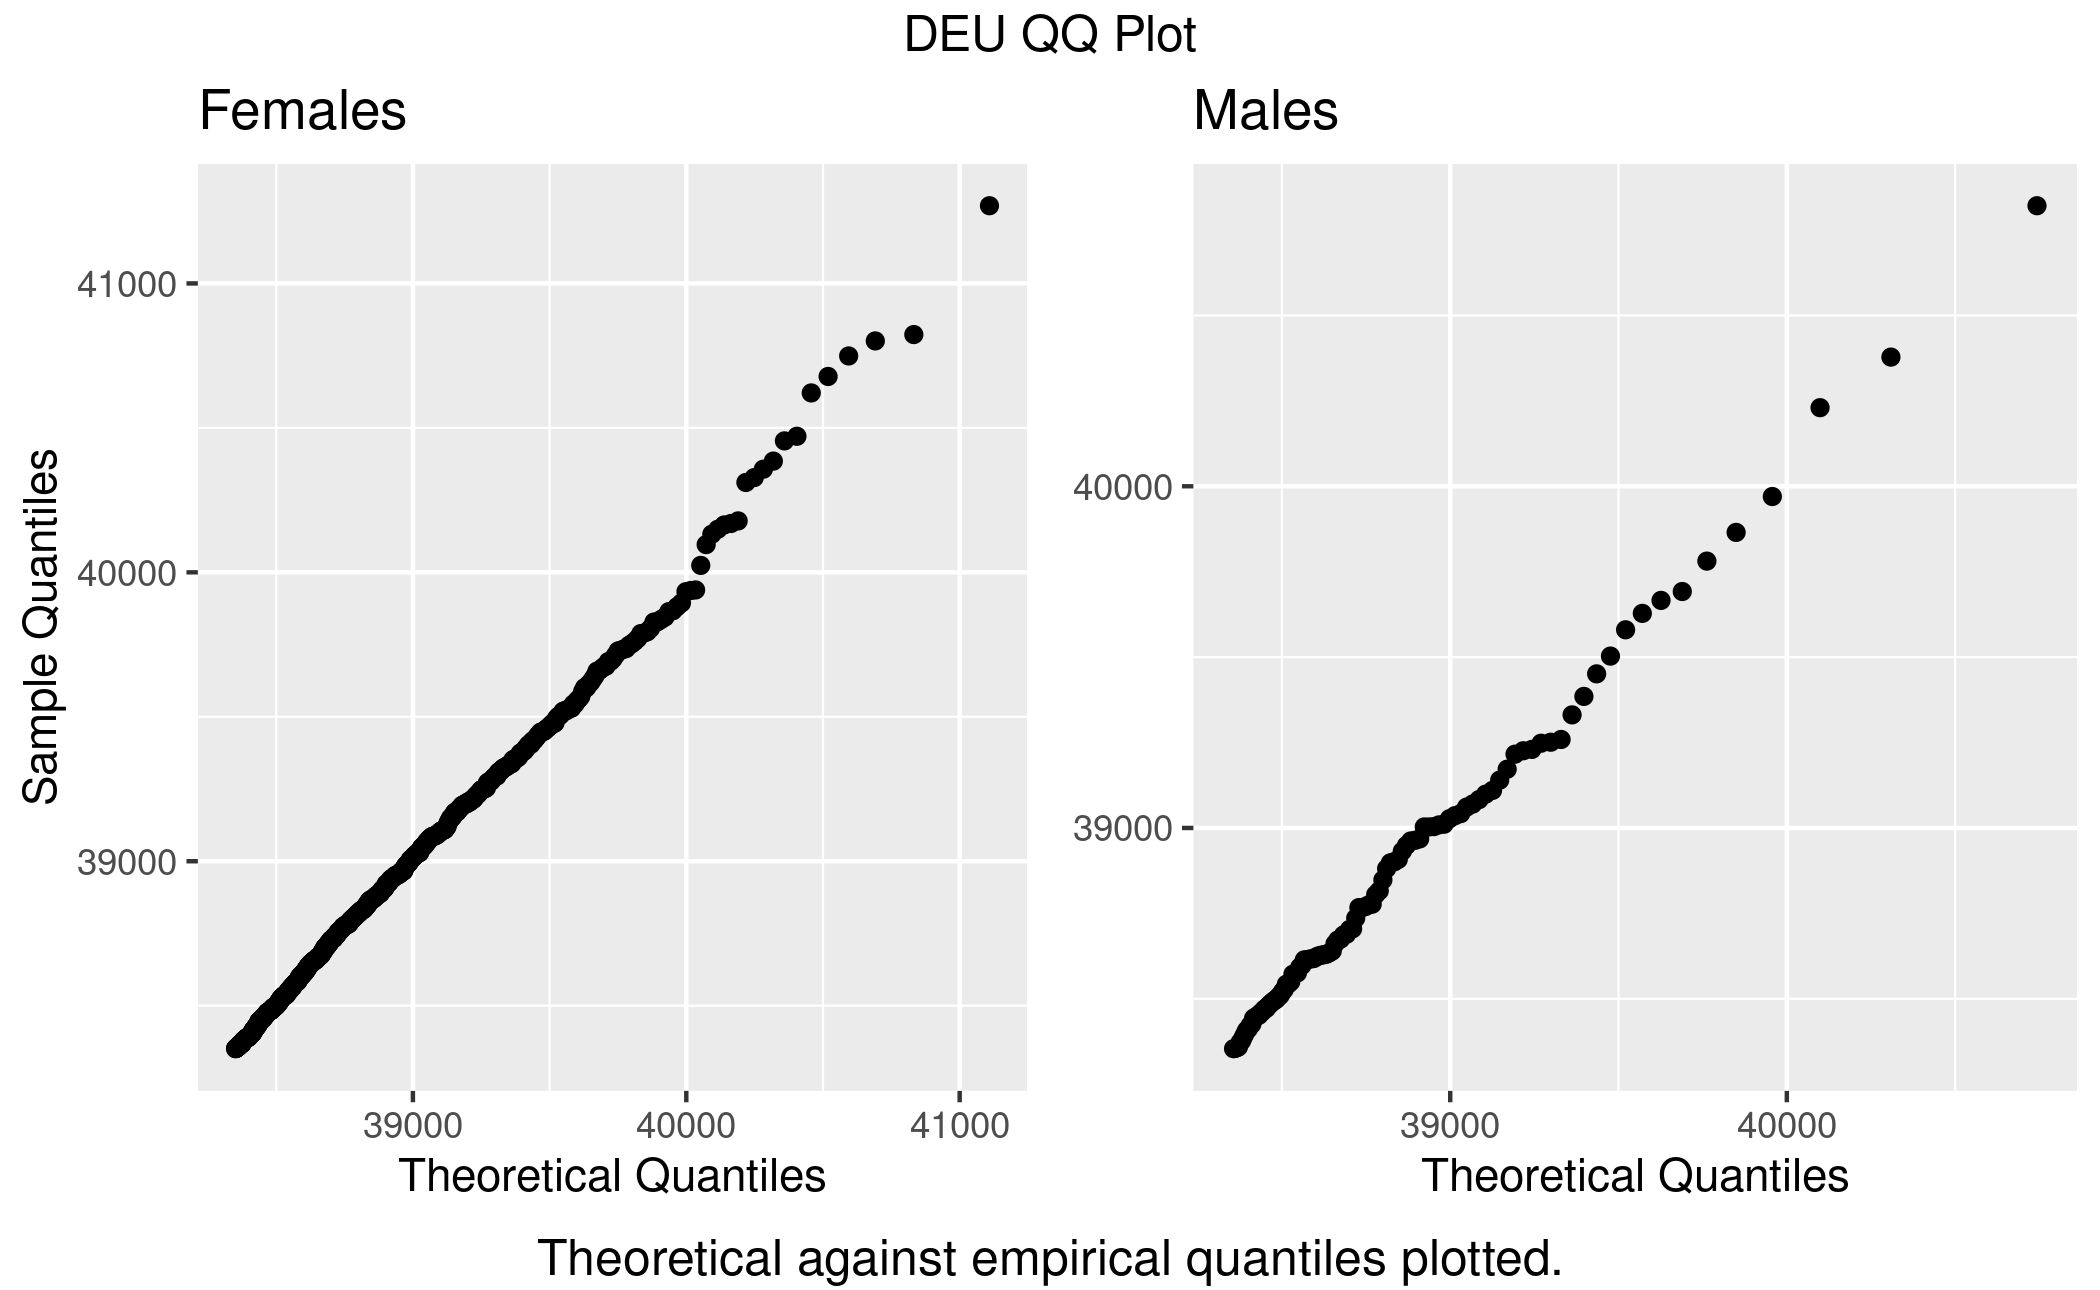 DEU QQ Plot
Females
Males
Sample Quantiles
41000
40000
39000
39000 40000 41000
Theoretical Quantiles
40000
39000
39000 40000
Theoretical Quantiles
Theoretical against empirical quantiles plotted.